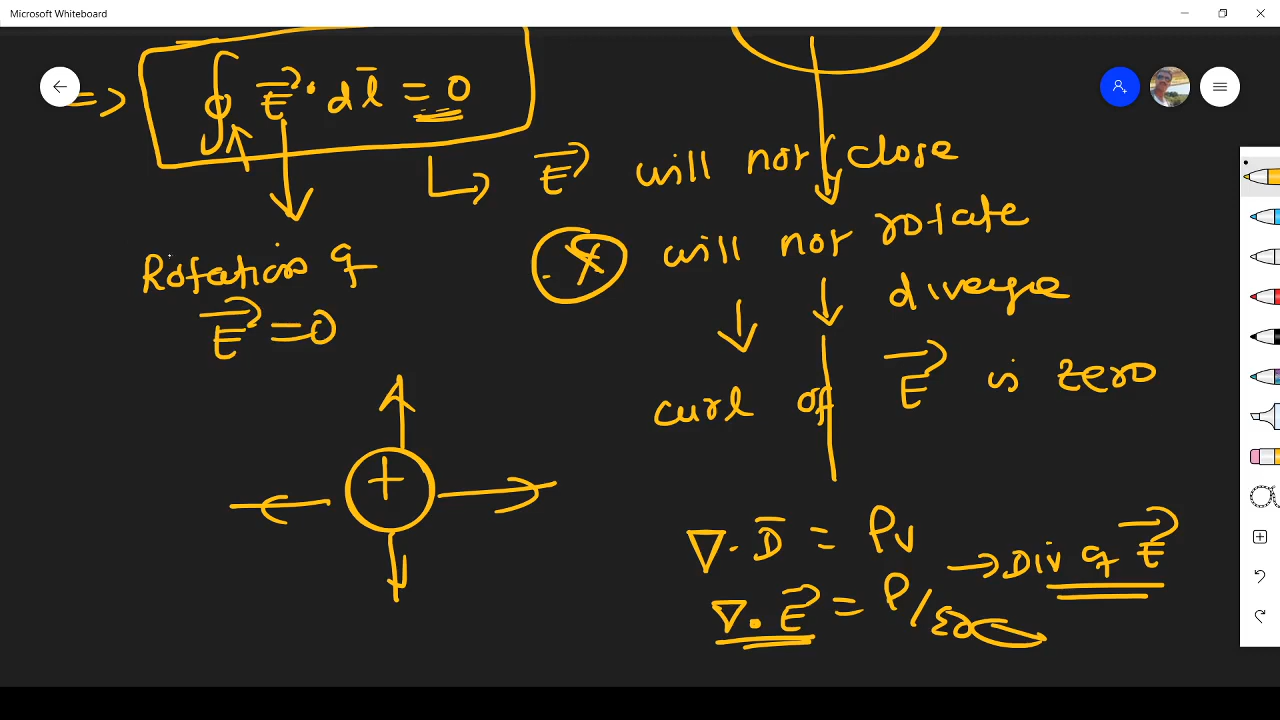 Microsoft Whiteboard
=> ∮ E⃗ · dl̄ = 0
E⃗ will not close
will not rotate
diverge
Rotation of
E⃗ = 0
curl of E⃗ is zero
+
∇ · D̄ = ρv
→ Div of E⃗
∇ · E⃗ = ρ/ε0